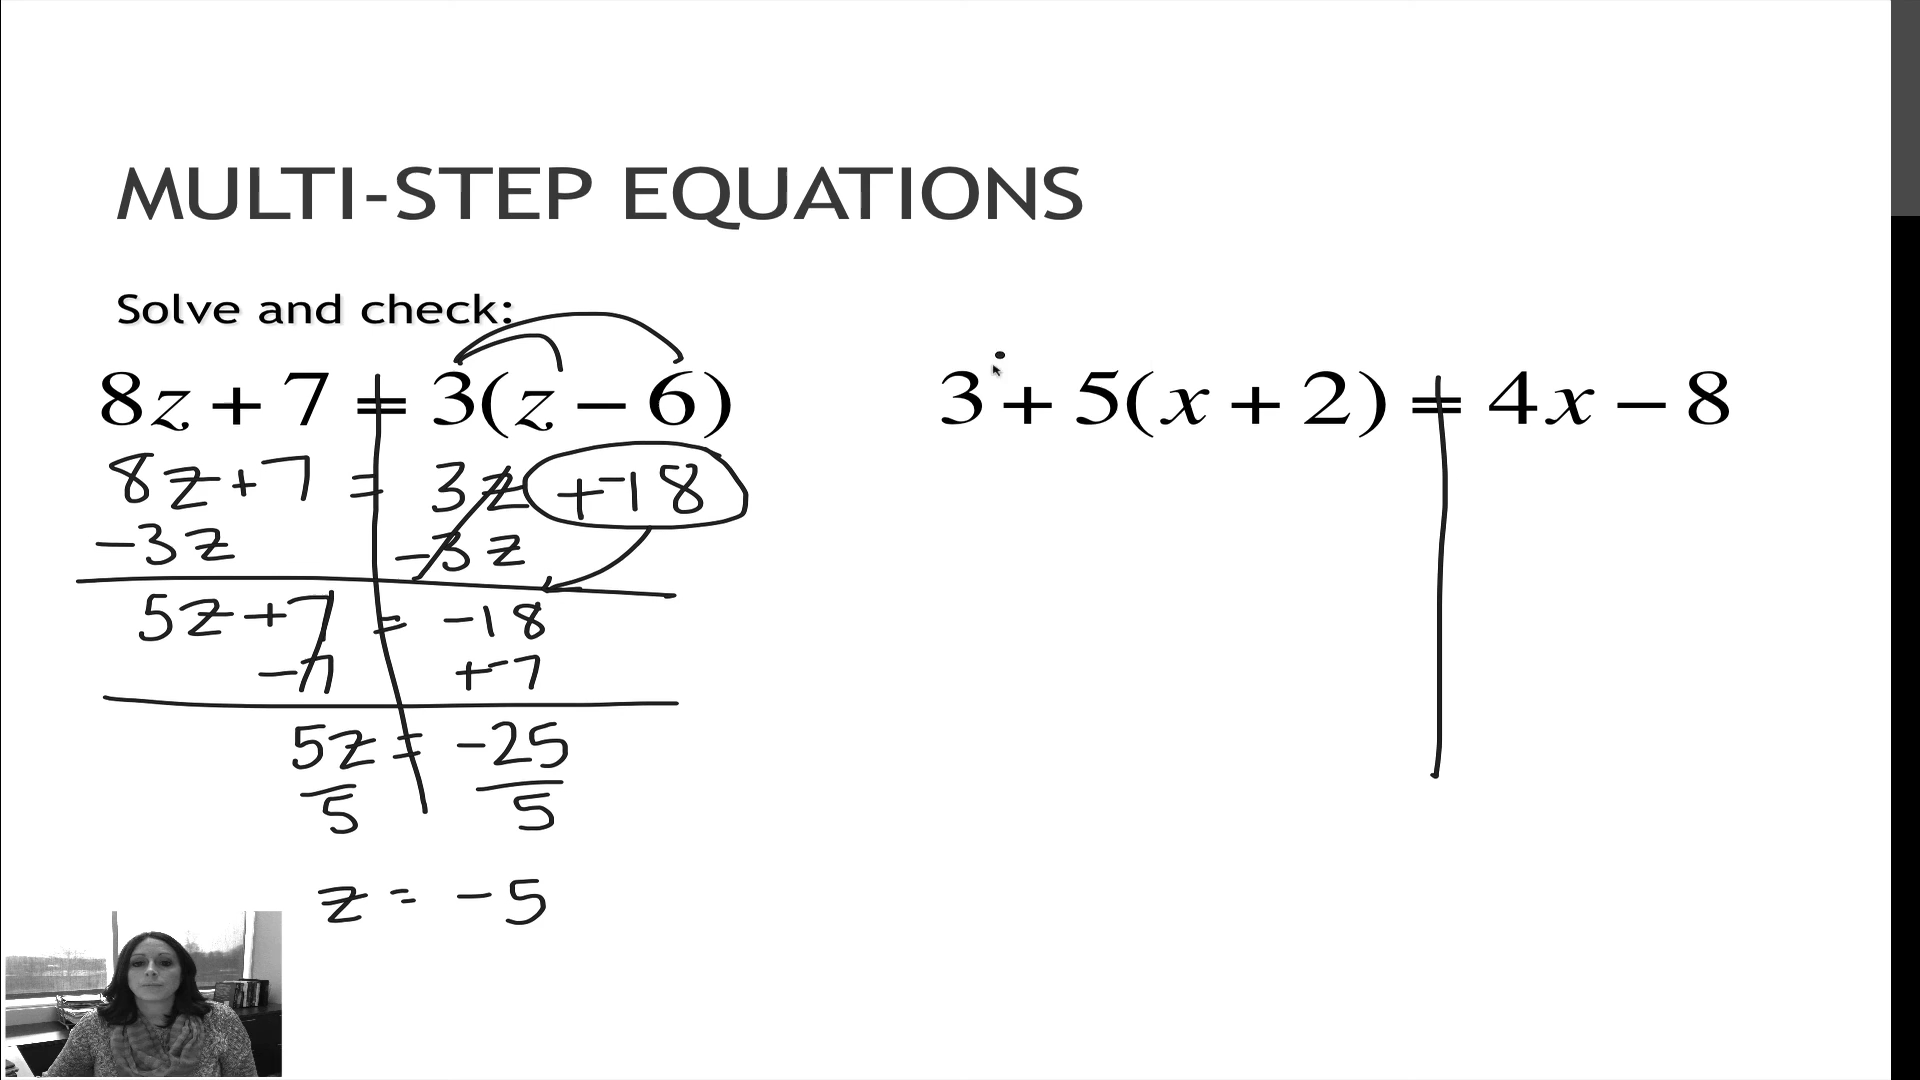 MULTI-STEP EQUATIONS
Solve and check:
8z + 7 = 3(z − 6)
8z+7 = 3z +-18
-3z -3z
5z+7 = -18
-7 +-7
5z = -25
5 5
z = -5
3 + 5(x + 2) = 4x − 8